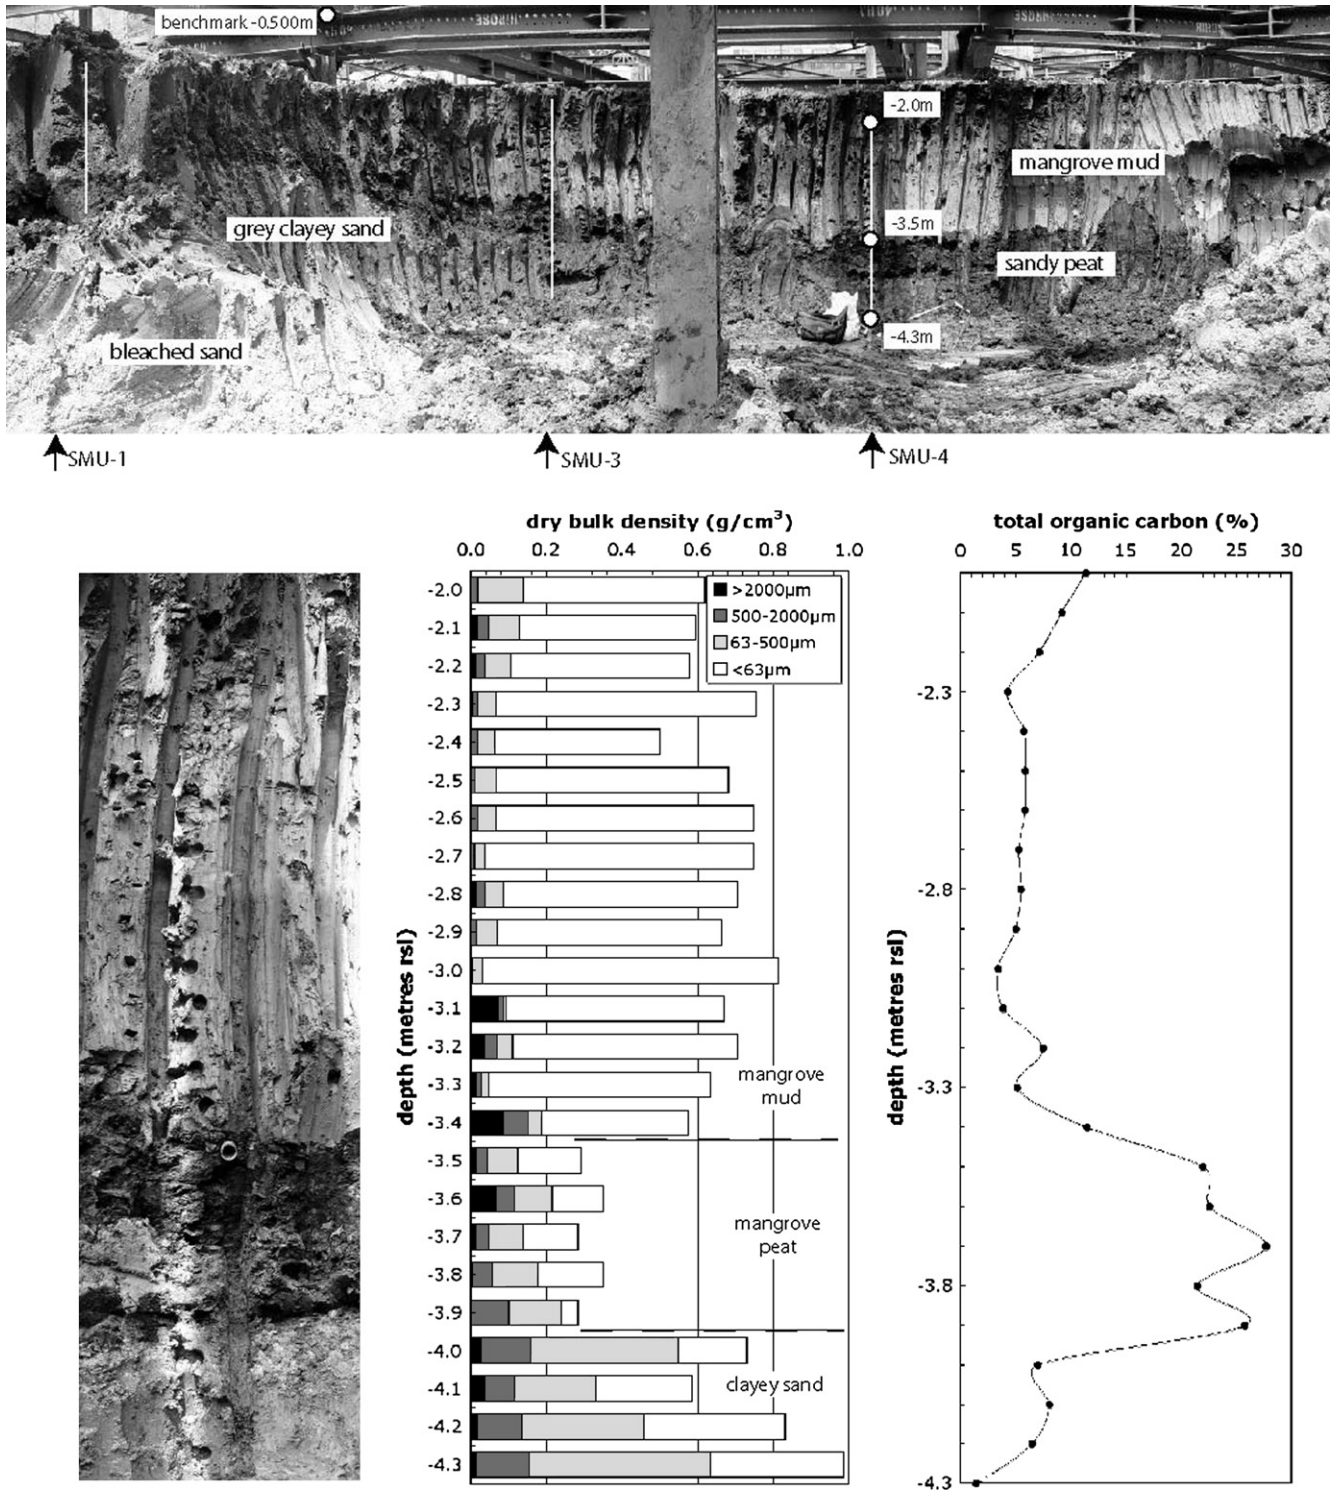 benchmark -0.500m
-2.0m
mangrove mud
grey clayey sand
-3.5m
sandy peat
bleached sand
-4.3m
SMU-1
SMU-3
SMU-4
dry bulk density (g/cm³)
0.0 0.2 0.4 0.6 0.8 1.0
>2000µm
500-2000µm
63-500µm
<63µm
depth (metres rsl)
-2.0
-2.1
-2.2
-2.3
-2.4
-2.5
-2.6
-2.7
-2.8
-2.9
-3.0
-3.1
-3.2
-3.3
-3.4
-3.5
-3.6
-3.7
-3.8
-3.9
-4.0
-4.1
-4.2
-4.3
mangrove
mud
mangrove
peat
clayey sand
total organic carbon (%)
0 5 10 15 20 25 30
depth (metres rsl)
-2.3
-2.8
-3.3
-3.8
-4.3